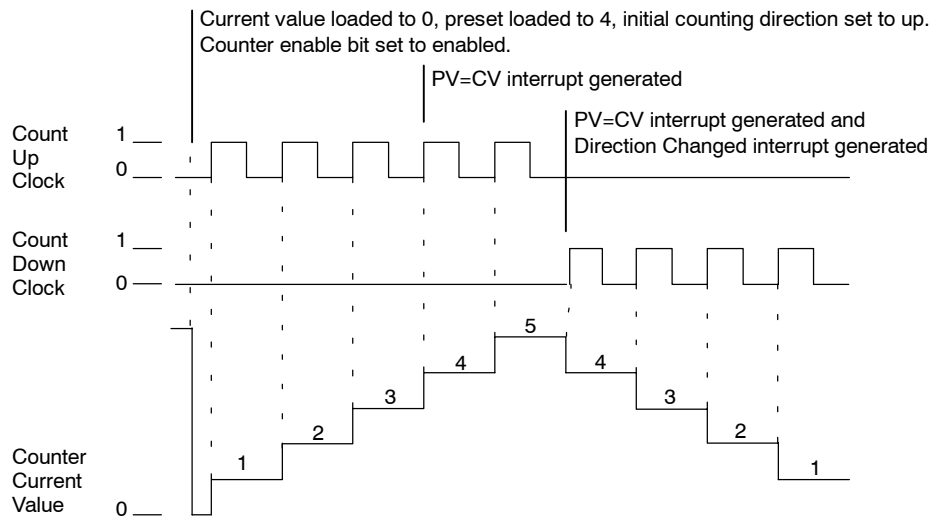 Current value loaded to 0, preset loaded to 4, initial counting direction set to up.
Counter enable bit set to enabled.
PV=CV interrupt generated
PV=CV interrupt generated and
Direction Changed interrupt generated
Count
Up
Clock
1
0
Count
Down
Clock
1
0
5
4
4
3
3
2
2
1
1
Counter
Current
Value
0